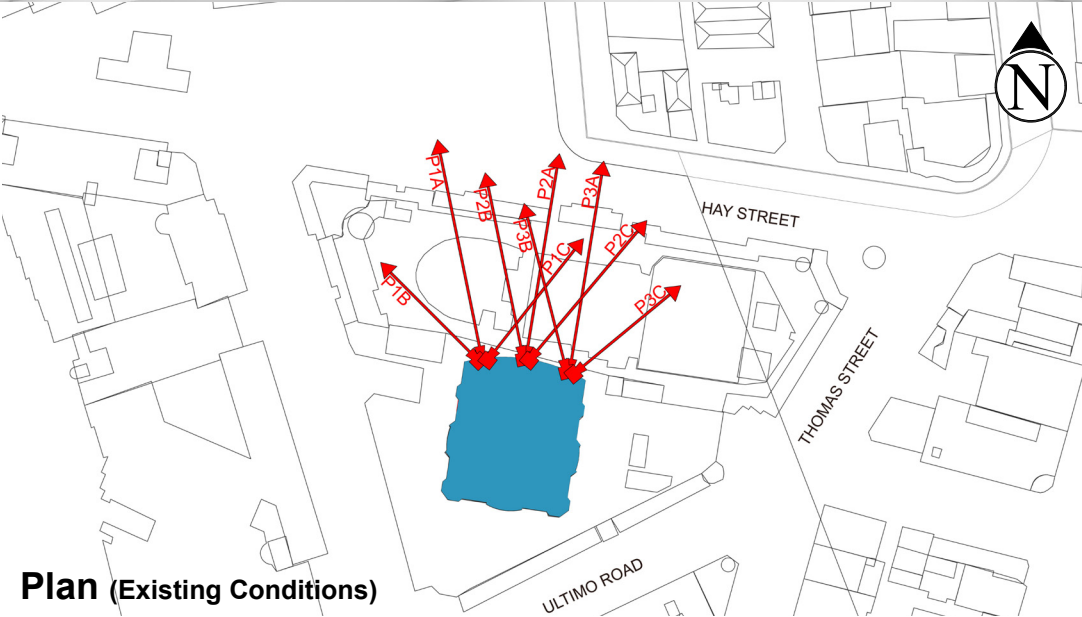 N
P1A
P2B
P2A
P3A
P3B
P1C
P2C
P1B
P3C
HAY STREET
THOMAS STREET
ULTIMO ROAD
Plan (Existing Conditions)